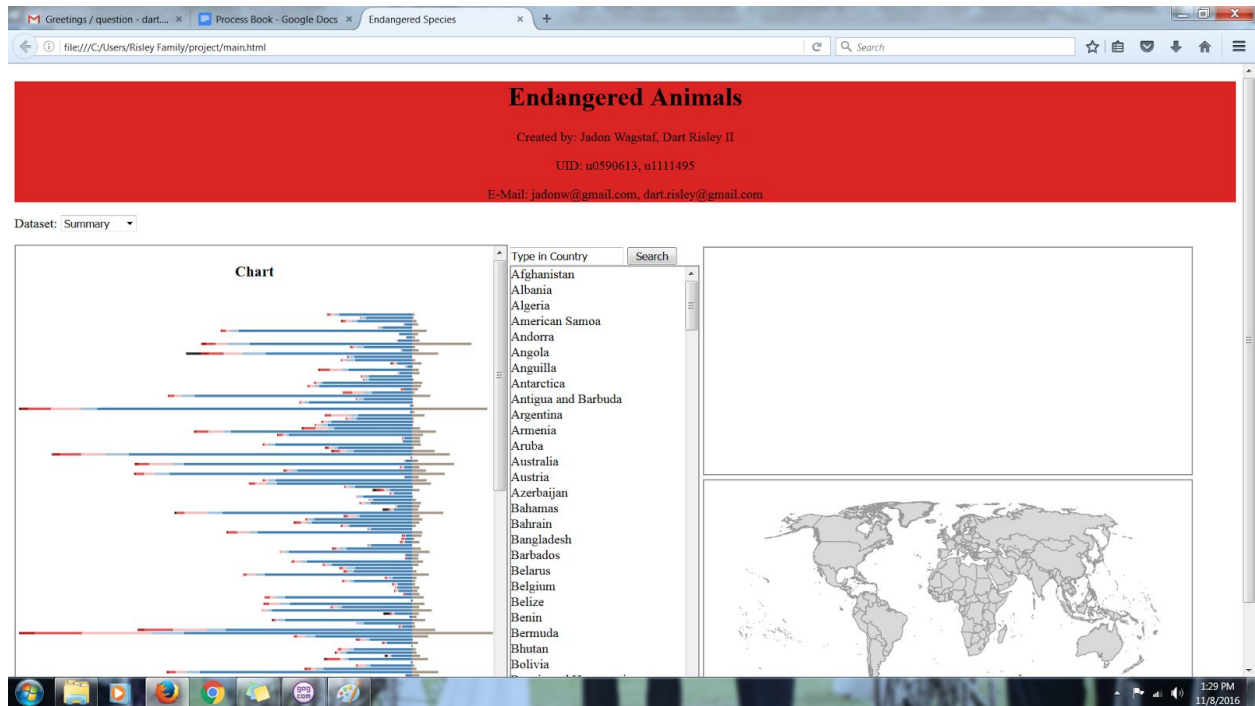 Greetings / question - dart....
Process Book - Google Docs
Endangered Species
file:///C:/Users/Risley Family/project/main.html
Search
Endangered Animals
Created by: Jadon Wagstaf, Dart Risley II
UID: u0590613, u1111495
E-Mail: jadonw@gmail.com, dart.risley@gmail.com
Dataset: Summary
Chart
Type in Country Search
Afghanistan
Albania
Algeria
American Samoa
Andorra
Angola
Anguilla
Antarctica
Antigua and Barbuda
Argentina
Armenia
Aruba
Australia
Austria
Azerbaijan
Bahamas
Bahrain
Bangladesh
Barbados
Belarus
Belgium
Belize
Benin
Bermuda
Bhutan
Bolivia
1:29 PM
11/8/2016